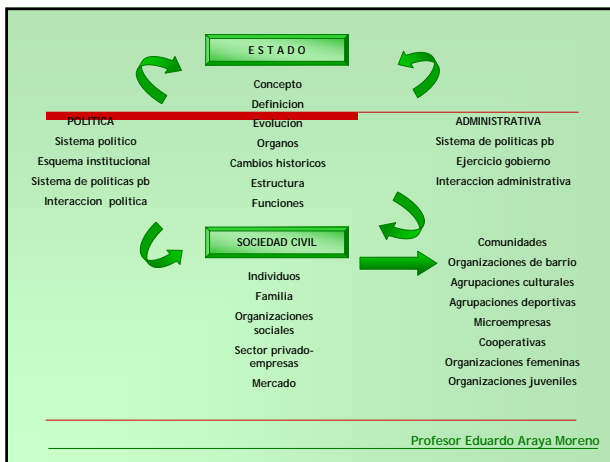 E S T A D O
Concepto
Definicion
Evolucion
Organos
Cambios historicos
Estructura
Funciones
POLITICA
Sistema politico
Esquema institucional
Sistema de politicas pb
Interaccion politica
ADMINISTRATIVA
Sistema de politicas pb
Ejercicio gobierno
Interaccion administrativa
SOCIEDAD CIVIL
Individuos
Familia
Organizaciones
sociales
Sector privado-
empresas
Mercado
Comunidades
Organizaciones de barrio
Agrupaciones culturales
Agrupaciones deportivas
Microempresas
Cooperativas
Organizaciones femeninas
Organizaciones juveniles
Profesor Eduardo Araya Moreno